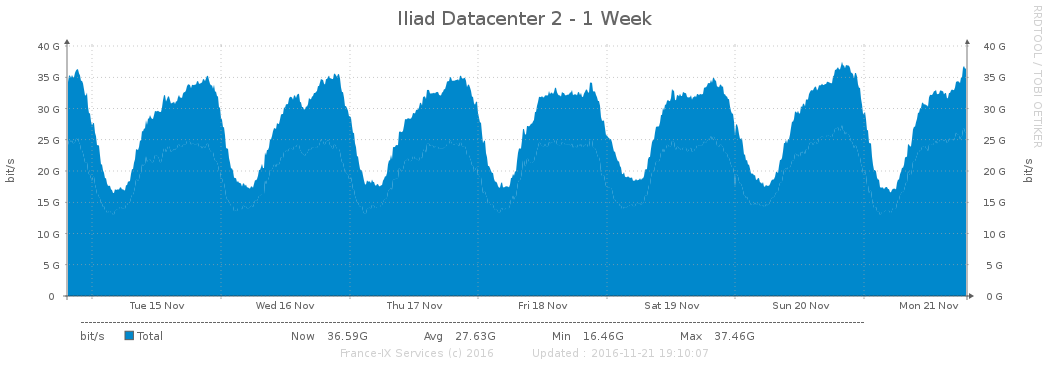 Iliad Datacenter 2 - 1 Week
RRDTOOL / TOBI OETIKER
bit/s
40 G 40 G
35 G 35 G
30 G 30 G
25 G 25 G
20 G 20 G
15 G 15 G
10 G 10 G
5 G 5 G
0 0 G
bit/s
Tue 15 Nov Wed 16 Nov Thu 17 Nov Fri 18 Nov Sat 19 Nov Sun 20 Nov Mon 21 Nov
bit/s Total Now 36.59G Avg 27.63G Min 16.46G Max 37.46G
France-IX Services (c) 2016 Updated : 2016-11-21 19:10:07